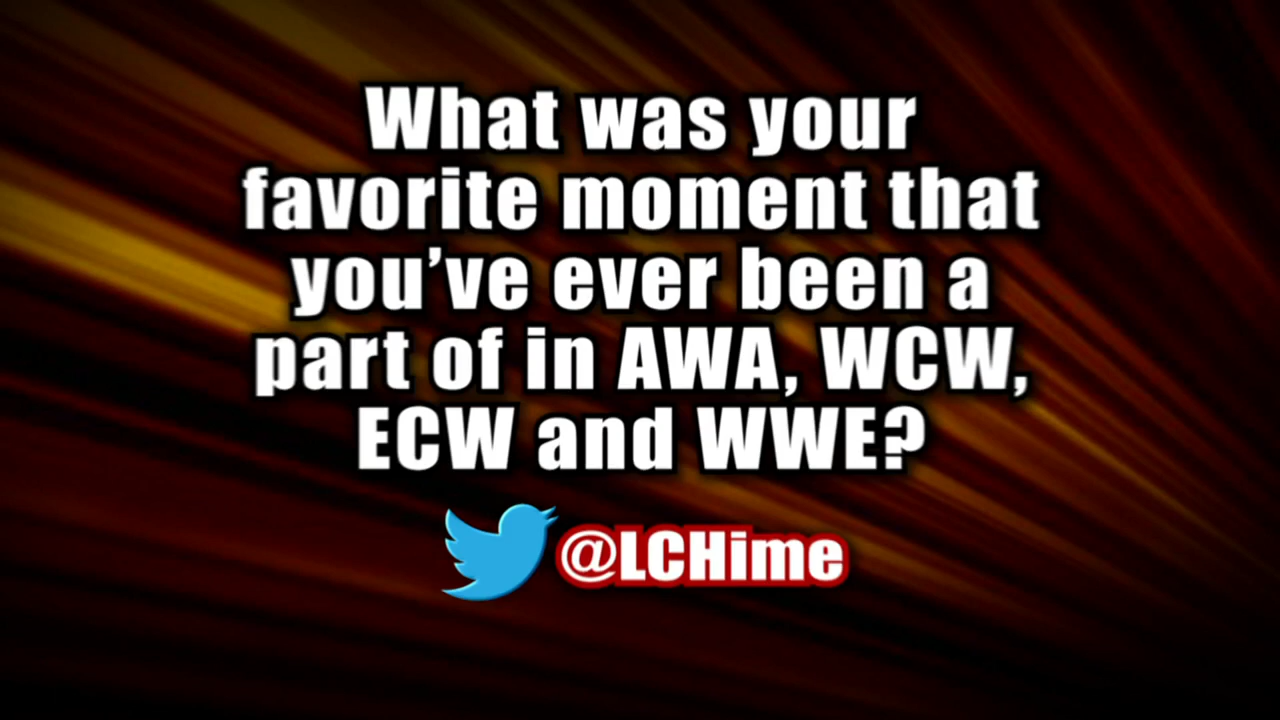 What was your
favorite moment that
you’ve ever been a
part of in AWA, WCW,
ECW and WWE?
@LCHime